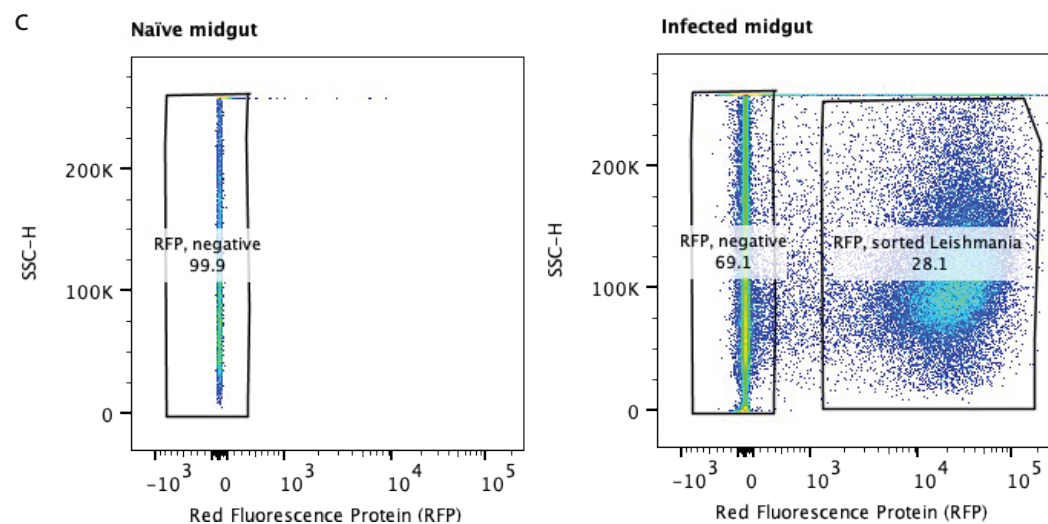 C
Naïve midgut
SSC-H
200K
100K
0
RFP, negative
99.9
-10^3
0
10^3
10^4
10^5
Red Fluorescence Protein (RFP)
Infected midgut
SSC-H
200K
100K
0
RFP, negative
69.1
RFP, sorted Leishmania
28.1
-10^3
0
10^3
10^4
10^5
Red Fluorescence Protein (RFP)